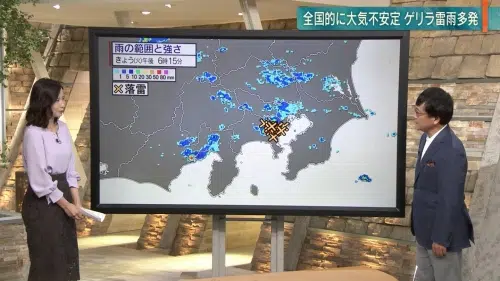 全国的に大気不安定 ゲリラ雷雨多発
雨の範囲と強さ
きょう(火)午後 6時15分
1 5 10 20 30 50 80 mm
落雷